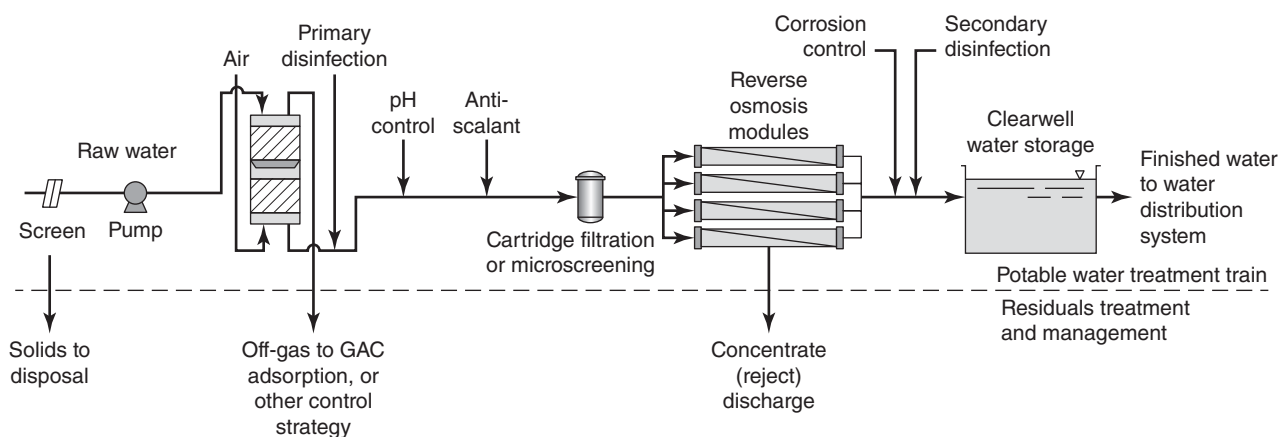 Primary
disinfection
Air
pH
control
Anti-
scalant
Corrosion
control
Secondary
disinfection
Reverse
osmosis
modules
Clearwell
water storage
Raw water
Screen
Pump
Cartridge filtration
or microscreening
Finished water
to water
distribution
system
Potable water treatment train
Residuals treatment
and management
Solids to
disposal
Off-gas to GAC
adsorption, or
other control
strategy
Concentrate
(reject)
discharge